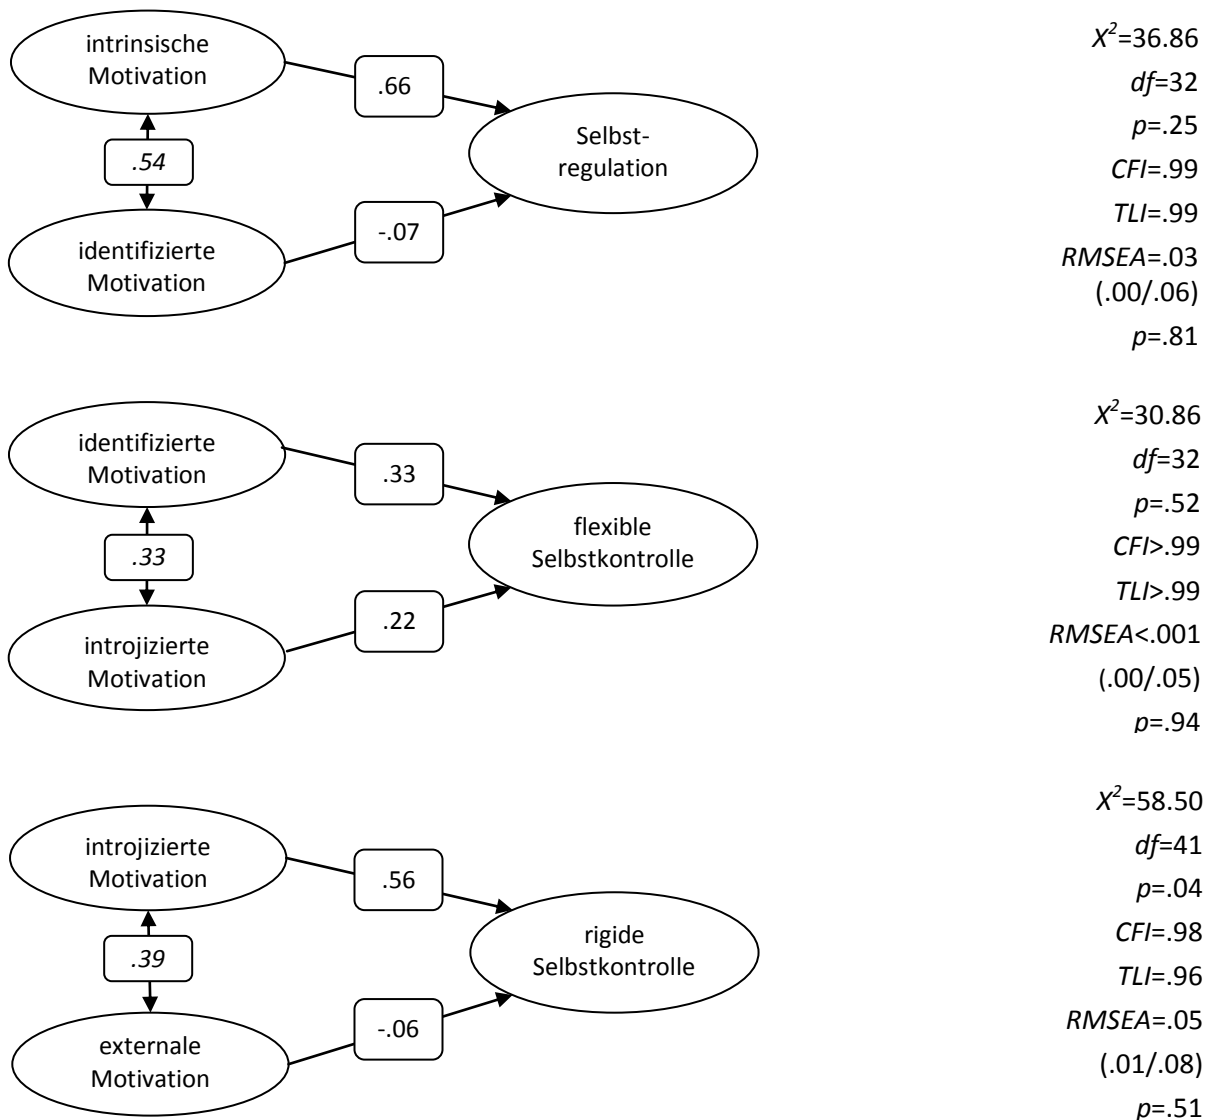 intrinsische
Motivation
.66
Selbst-
regulation
.54
-.07
identifizierte
Motivation
X²=36.86
df=32
p=.25
CFI=.99
TLI=.99
RMSEA=.03
(.00/.06)
p=.81
identifizierte
Motivation
.33
flexible
Selbstkontrolle
.33
.22
introjizierte
Motivation
X²=30.86
df=32
p=.52
CFI>.99
TLI>.99
RMSEA<.001
(.00/.05)
p=.94
introjizierte
Motivation
.56
rigide
Selbstkontrolle
.39
-.06
externale
Motivation
X²=58.50
df=41
p=.04
CFI=.98
TLI=.96
RMSEA=.05
(.01/.08)
p=.51